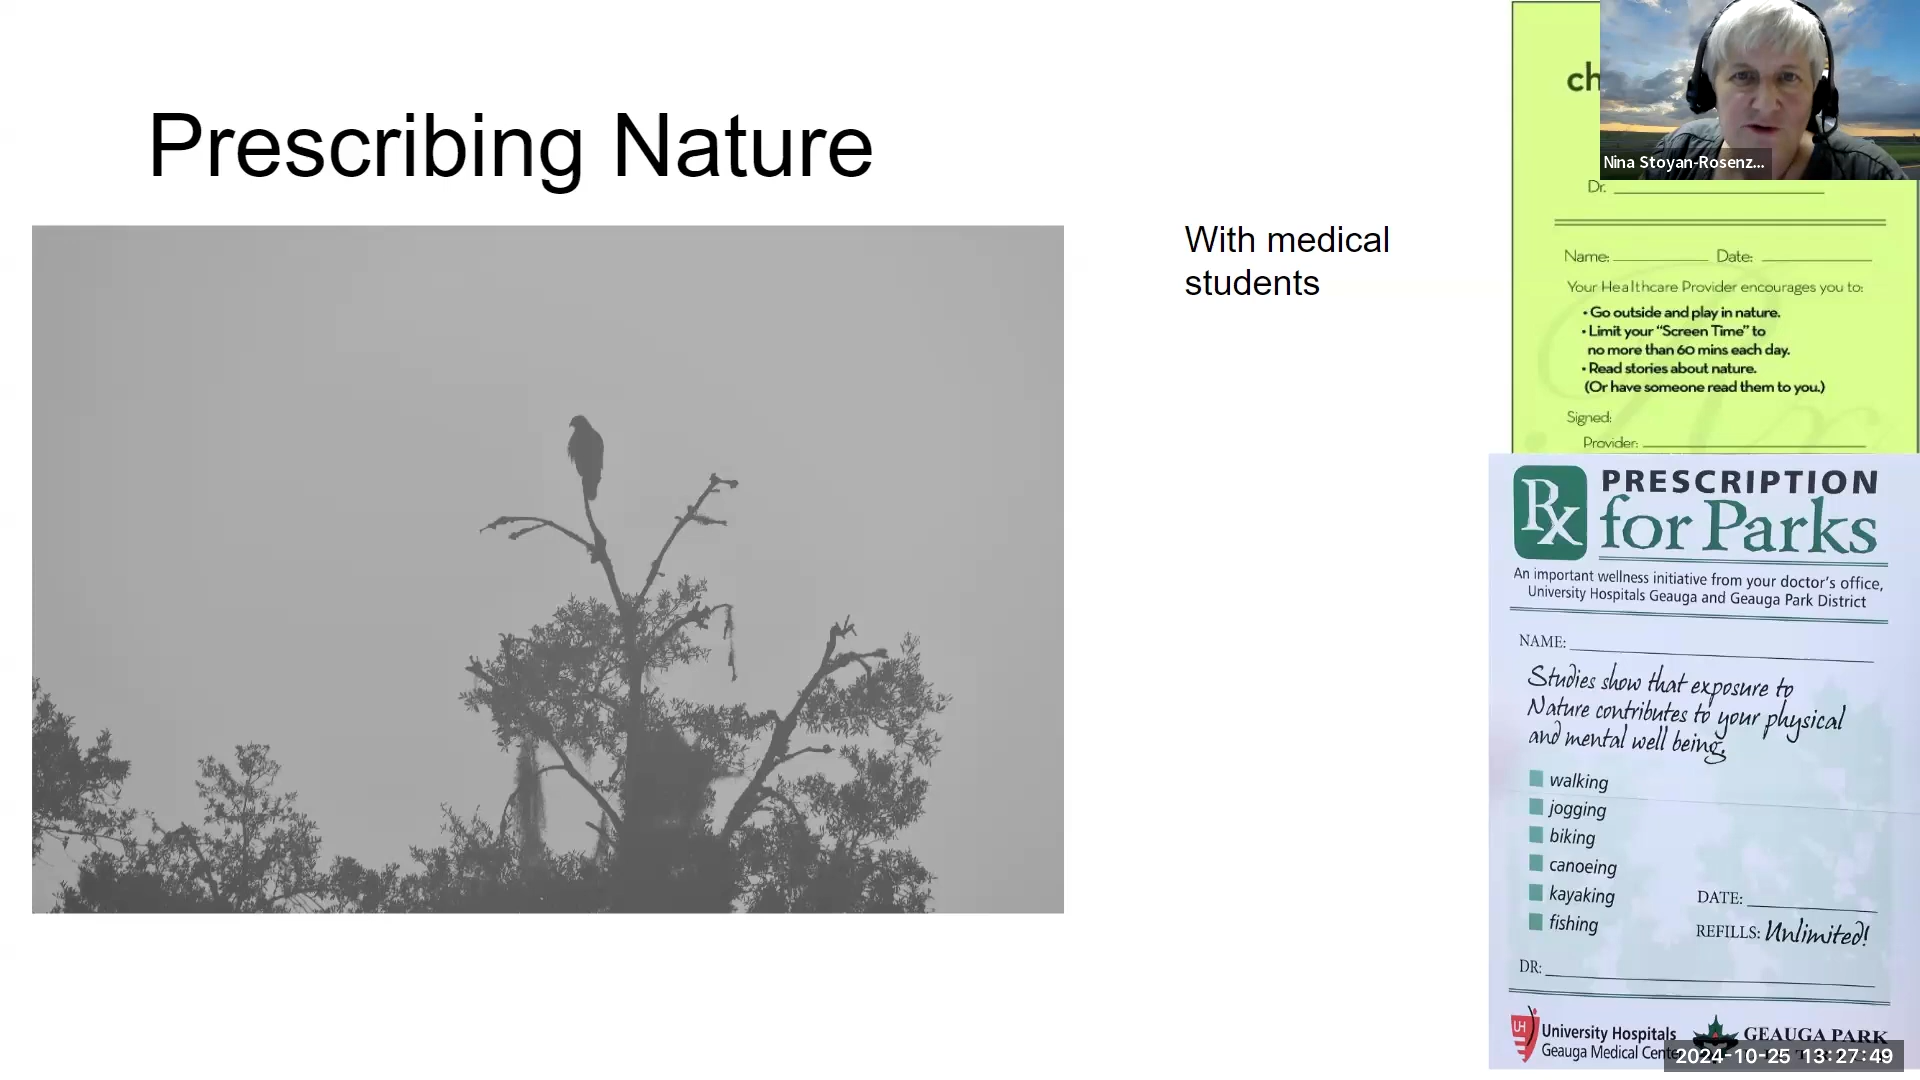 Prescribing Nature
With medical
students
ch
Nina Stoyan-Rosenz...
Dr.
Name: Date:
Your Healthcare Provider encourages you to:
• Go outside and play in nature.
• Limit your “Screen Time” to
no more than 60 mins each day.
• Read stories about nature.
(Or have someone read them to you.)
Signed:
Provider:
Rx PRESCRIPTION
for Parks
An important wellness initiative from your doctor's office,
University Hospitals Geauga and Geauga Park District
NAME:
Studies show that exposure to
Nature contributes to your physical
and mental well being.
walking
jogging
biking
canoeing
kayaking
fishing
DATE:
REFILLS: Unlimited!
DR:
UH University Hospitals
Geauga Medical Cente
GEAUGA PARK
2024-10-25 13:27:49